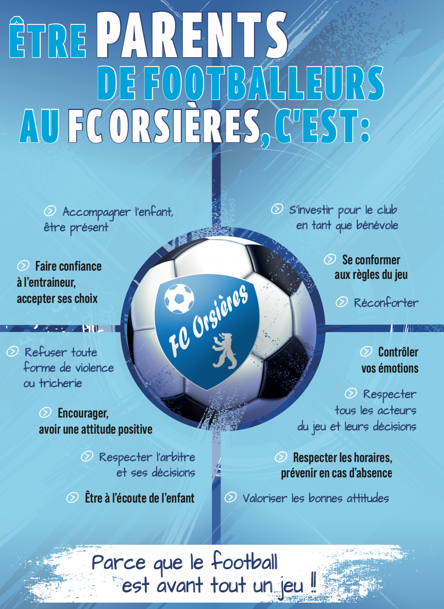 ÊTRE PARENTS
DE FOOTBALLEURS
AU FC ORSIÈRES, C'EST :
Accompagner l'enfant,
être présent
Faire confiance
à l'entraineur,
accepter ses choix
Refuser toute
forme de violence
ou tricherie
Encourager,
avoir une attitude positive
Respecter l'arbitre
et ses décisions
Être à l'écoute de l'enfant
S'investir pour le club
en tant que bénévole
Se conformer
aux règles du jeu
Réconforter
Contrôler
vos émotions
Respecter
tous les acteurs
du jeu et leurs décisions
Respecter les horaires,
prévenir en cas d'absence
Valoriser les bonnes attitudes
FC Orsières
Parce que le football
est avant tout un jeu !!